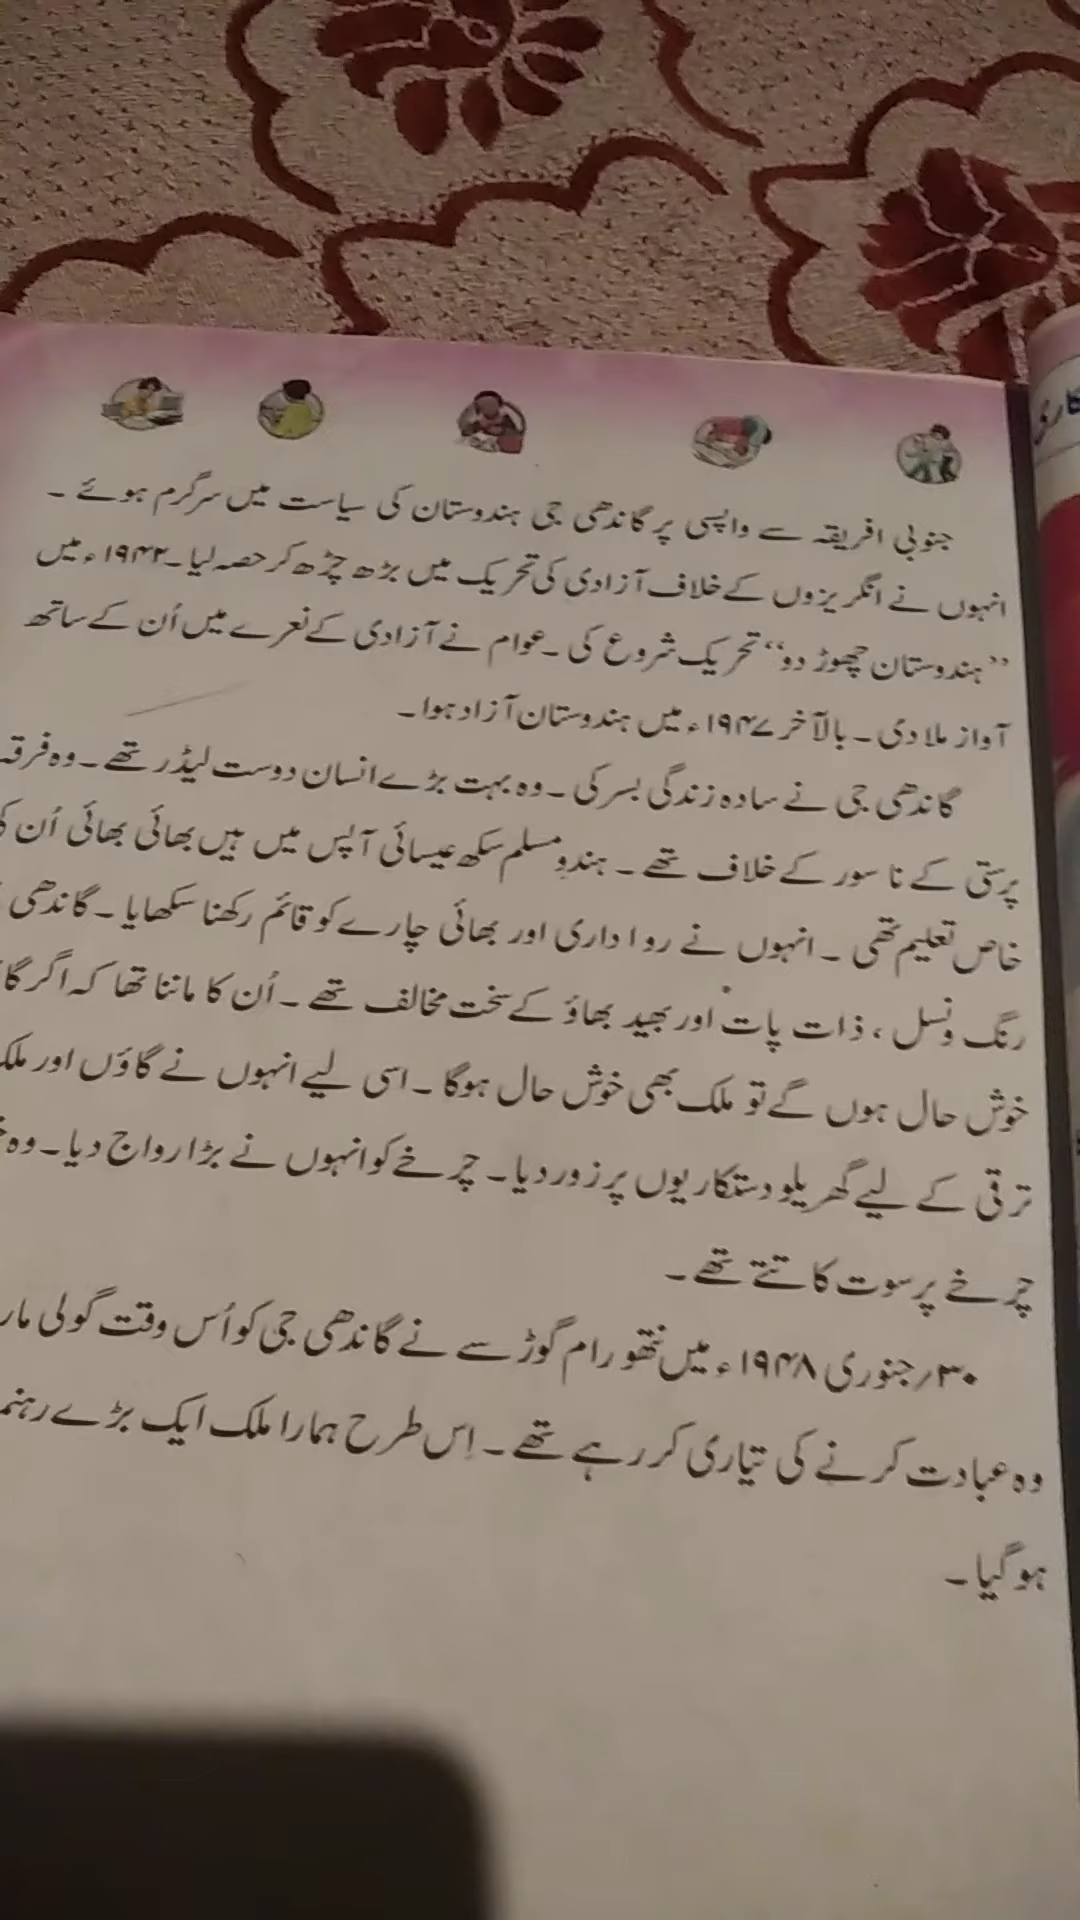 جنوبی افریقہ سے واپسی پر گاندھی جی ہندوستان کی سیاست میں سرگرم ہوئے ۔
انہوں نے انگریزوں کے خلاف آزادی کی تحریک میں بڑھ چڑھ کر حصہ لیا۔ ۱۹۴۲ء میں
’’ہندوستان چھوڑ دو‘‘ تحریک شروع کی ۔ عوام نے آزادی کے نعرے میں اُن کے ساتھ
آواز ملا دی ۔ بالآخر ۱۹۴۷ء میں ہندوستان آزاد ہوا۔
گاندھی جی نے سادہ زندگی بسر کی ۔ وہ بہت بڑے انسان دوست لیڈر تھے ۔ وہ فرقہ
پرستی کے ناسور کے خلاف تھے ۔ ہندو مسلم سکھ عیسائی آپس میں ہیں بھائی بھائی اُن
خاص تعلیم تھی ۔ انہوں نے رواداری اور بھائی چارے کو قائم رکھنا سکھایا ۔ گاندھی
رنگ و نسل ، ذات پات اور بھید بھاؤ کے سخت مخالف تھے ۔ اُن کا ماننا تھا کہ اگر
خوش حال ہوں گے تو ملک بھی خوش حال ہوگا ۔ اسی لیے انہوں نے گاؤں اور ملک
ترقی کے لیے گھریلو دستکاریوں پر زور دیا ۔ چرخے کو انہوں نے بڑا رواج دیا ۔ وہ
چرخے پر سوت کاتتے تھے ۔
۳۰؍جنوری ۱۹۴۸ء میں نتھو رام گوڑسے نے گاندھی جی کو اُس وقت گولی مار
وہ عبادت کرنے کی تیاری کر رہے تھے ۔ اِس طرح ہمارا ملک ایک بڑے
ہو گیا ۔